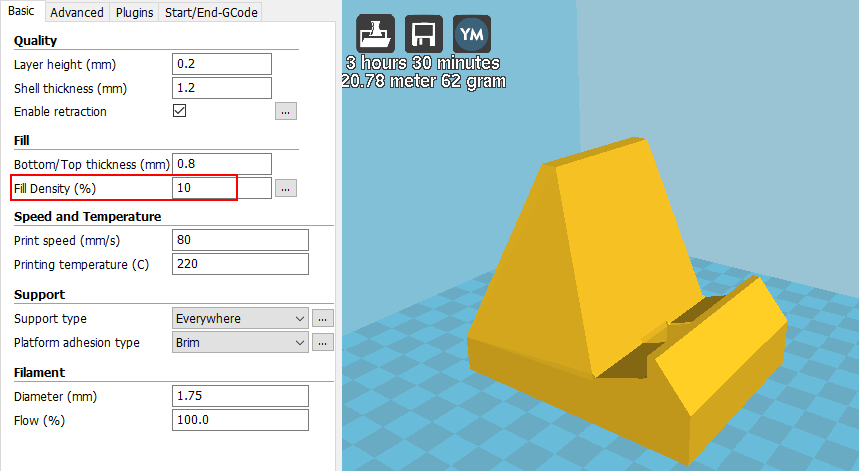 Basic Advanced Plugins Start/End-GCode
Quality
Layer height (mm) 0.2
Shell thickness (mm) 1.2
Enable retraction ...
Fill
Bottom/Top thickness (mm) 0.8
Fill Density (%) 10 ...
Speed and Temperature
Print speed (mm/s) 80
Printing temperature (C) 220
Support
Support type Everywhere ...
Platform adhesion type Brim ...
Filament
Diameter (mm) 1.75
Flow (%) 100.0
YM
3 hours 30 minutes
20.78 meter 62 gram